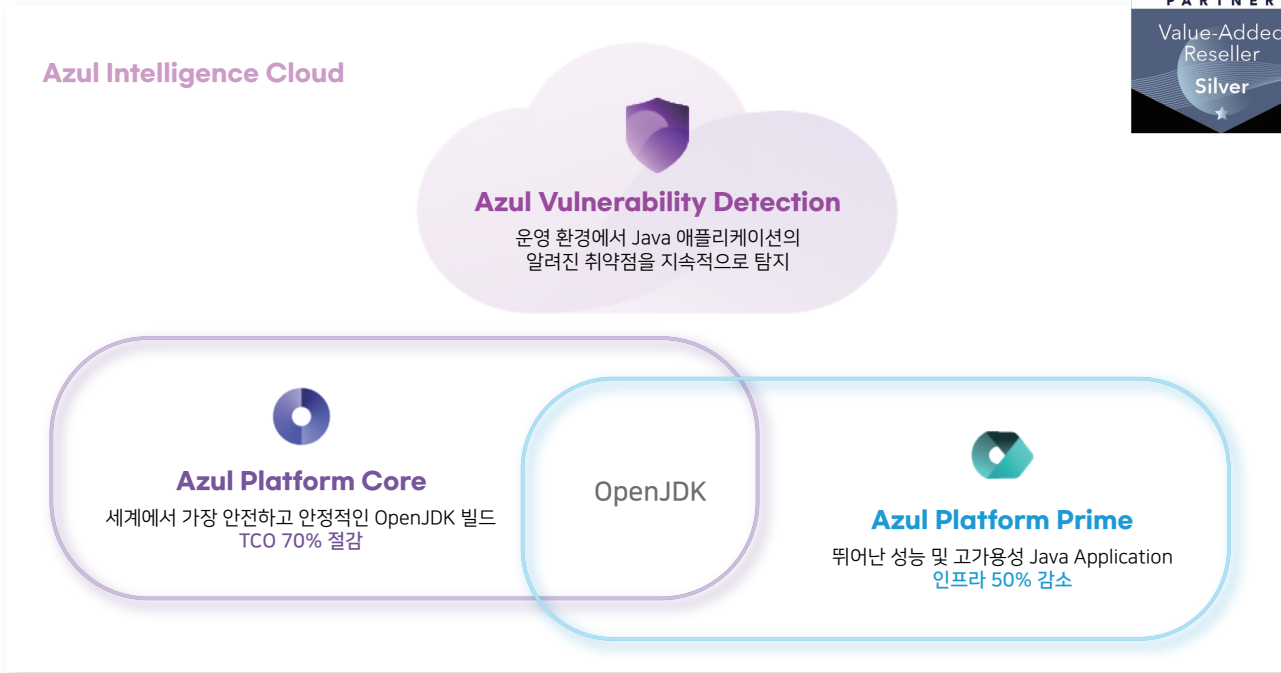 PARTNER
Value-Added
Reseller
Silver
Azul Intelligence Cloud
Azul Vulnerability Detection
운영 환경에서 Java 애플리케이션의
알려진 취약점을 지속적으로 탐지
Azul Platform Core
세계에서 가장 안전하고 안정적인 OpenJDK 빌드
TCO 70% 절감
OpenJDK
Azul Platform Prime
뛰어난 성능 및 고가용성 Java Application
인프라 50% 감소